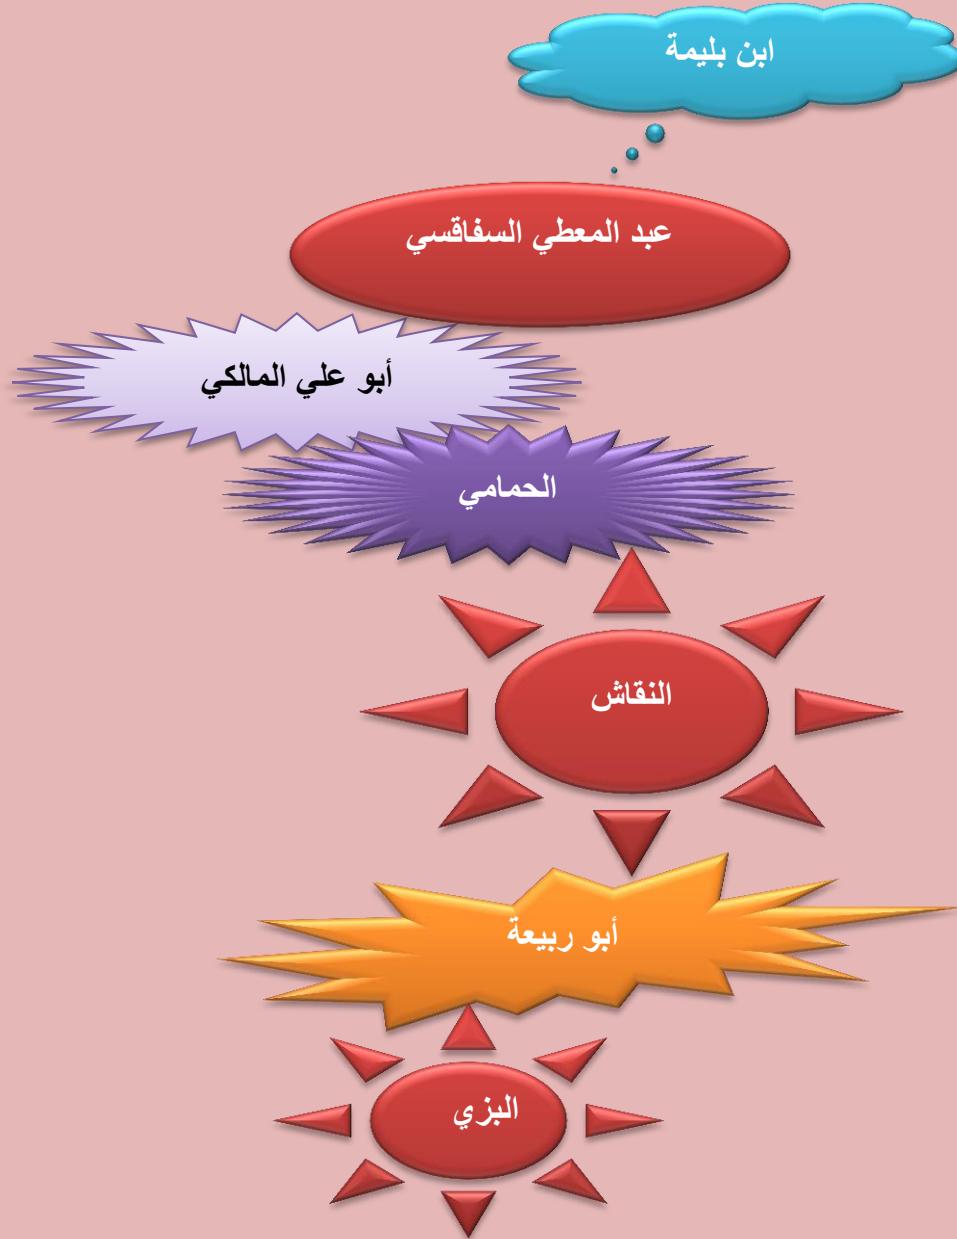 ابن بليمة
عبد المعطي السفاقسي
أبو علي المالكي
الحمامي
النقاش
أبو ربيعة
البزي